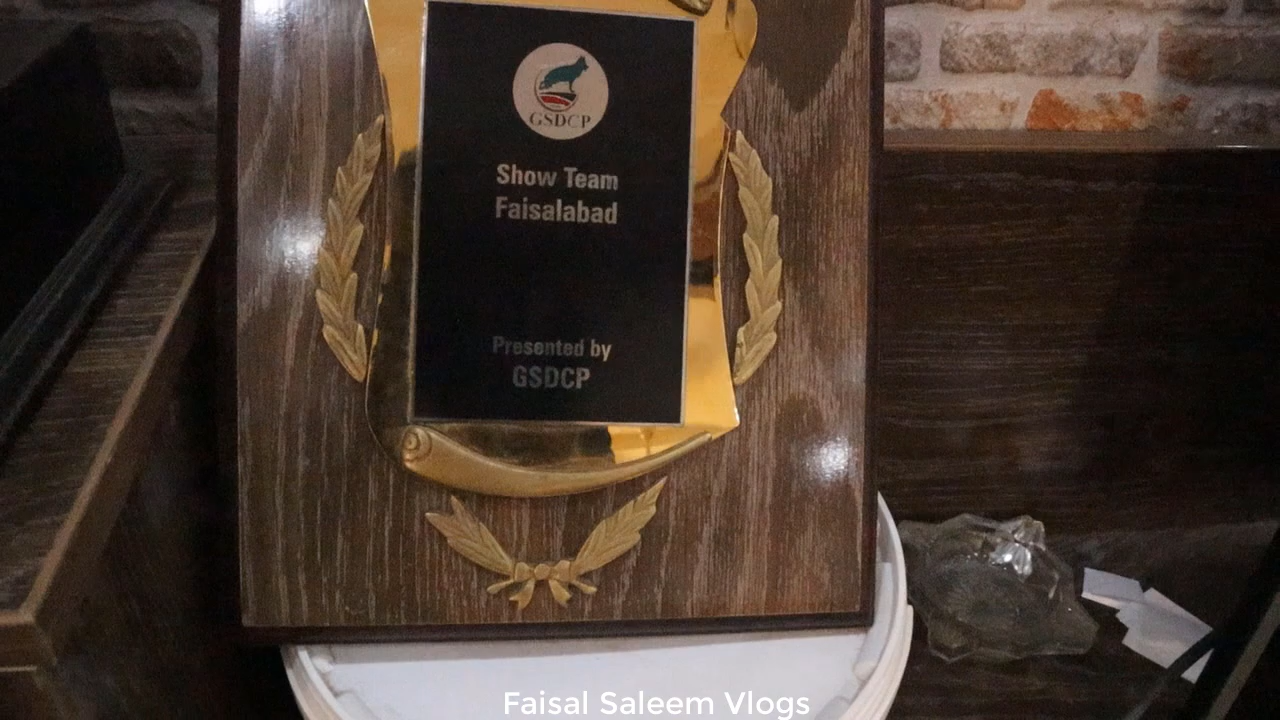 GSDCP
Show Team
Faisalabad
Presented by
GSDCP
Faisal Saleem Vlogs